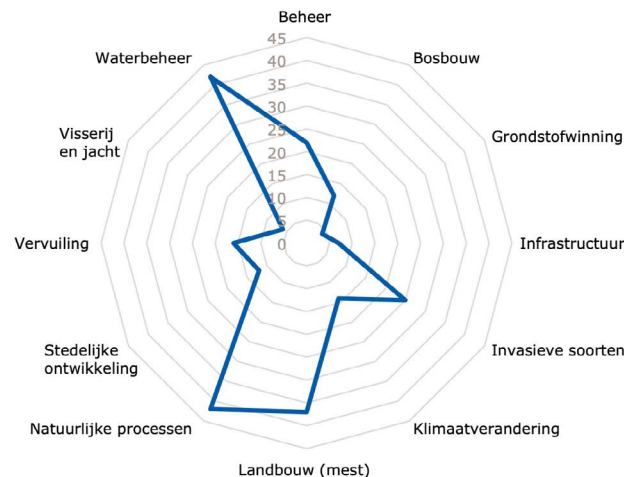 Beheer
Bosbouw
Grondstofwinning
Infrastructuur
Invasieve soorten
Klimaatverandering
Landbouw (mest)
Natuurlijke processen
Stedelijke
ontwikkeling
Vervuiling
Visserij
en jacht
Waterbeheer
45
40
35
30
25
20
15
10
5
0